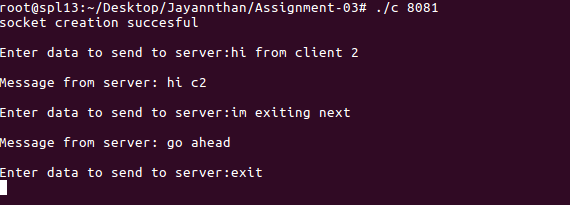 root@spl13:~/Desktop/Jayannthan/Assignment-03# ./c 8081
socket creation succesful
Enter data to send to server:hi from client 2
Message from server: hi c2
Enter data to send to server:im exiting next
Message from server: go ahead
Enter data to send to server:exit